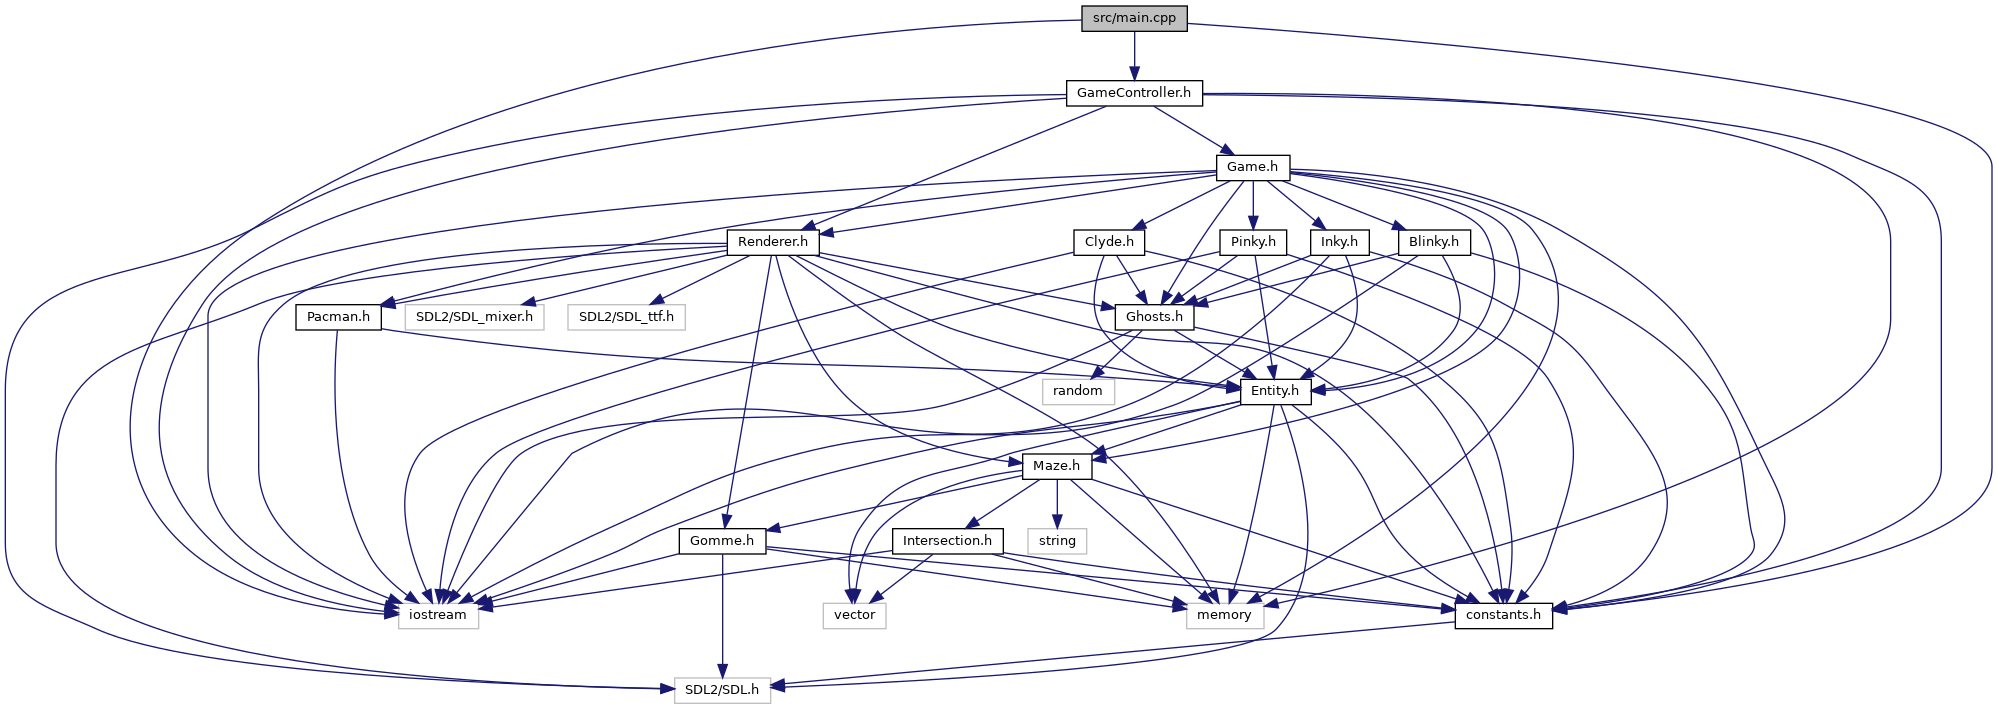 src/main.cpp
GameController.h
Game.h
Renderer.h
Clyde.h
Pinky.h
Inky.h
Blinky.h
Pacman.h
SDL2/SDL_mixer.h
SDL2/SDL_ttf.h
Ghosts.h
random
Entity.h
Maze.h
Gomme.h
Intersection.h
string
iostream
vector
memory
constants.h
SDL2/SDL.h